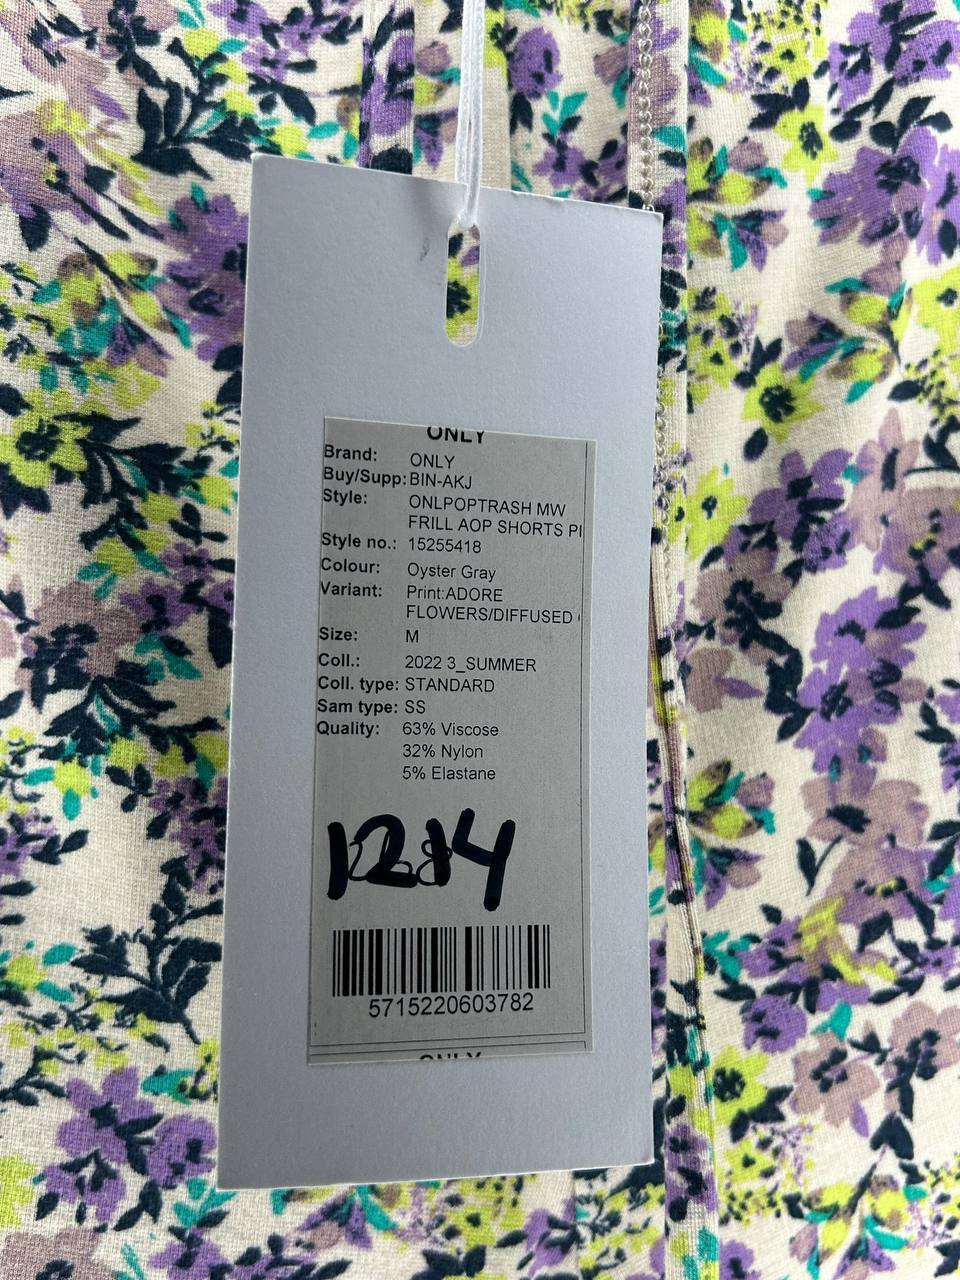 ONLY
Brand: ONLY
Buy/Supp: BIN-AKJ
Style: ONLPOPTRASH MW
FRILL AOP SHORTS
Style no.: 15255418
Colour: Oyster Gray
Variant: Print:ADORE
FLOWERS/DIFFUSED
Size: M
Coll.: 2022 3_SUMMER
Coll. type: STANDARD
Sam type: SS
Quality: 63% Viscose
32% Nylon
5% Elastane
1214
5715220603782
ONLY